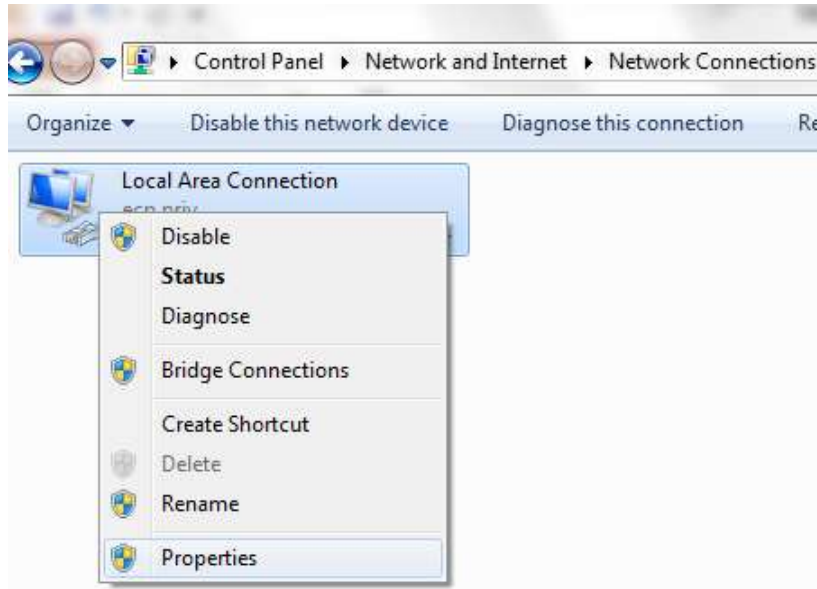 Control Panel ▸ Network and Internet ▸ Network Connections
Organize ▾ Disable this network device Diagnose this connection Re
Local Area Connection
Disable
Status
Diagnose
Bridge Connections
Create Shortcut
Delete
Rename
Properties